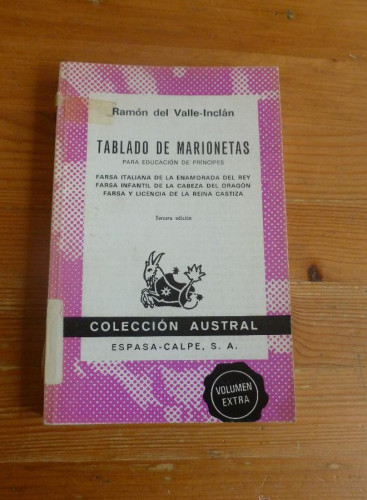 Ramón del Valle-Inclán
TABLADO DE MARIONETAS
PARA EDUCACIÓN DE PRÍNCIPES
FARSA ITALIANA DE LA ENAMORADA DEL REY
FARSA INFANTIL DE LA CABEZA DEL DRAGÓN
FARSA Y LICENCIA DE LA REINA CASTIZA
Tercera edición
COLECCIÓN AUSTRAL
ESPASA-CALPE, S. A.
VOLUMEN
EXTRA